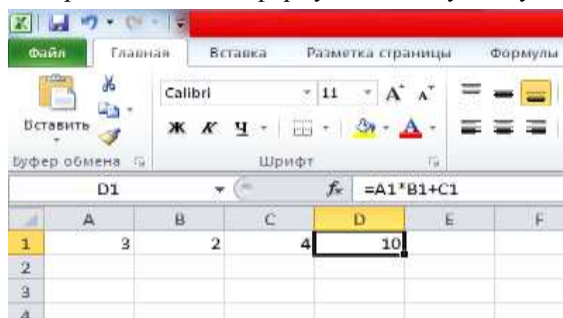 Файл Главная Вставка Разметка страницы Формулы
Вставить
Calibri 11 A A
Ж К Ч
Буфер обмена Шрифт
D1 fx =A1*B1+C1
A B C D E F
1 3 2 4 10
2
3
4